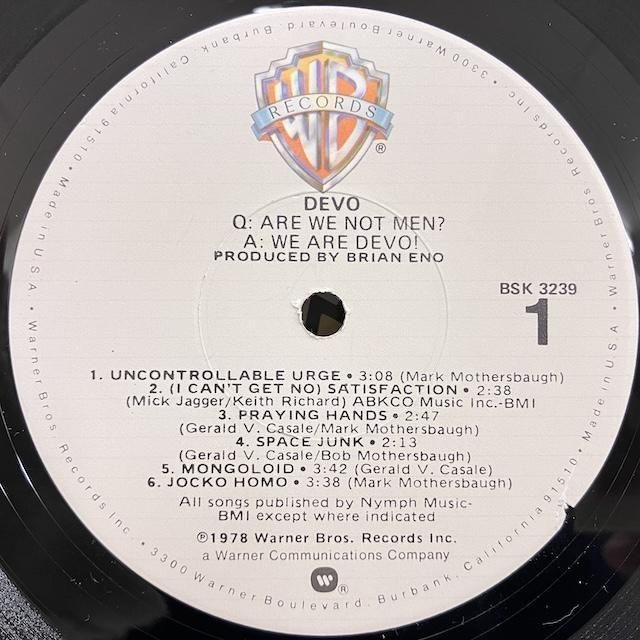 WB
RECORDS
®
DEVO
Q: ARE WE NOT MEN?
A: WE ARE DEVO!
PRODUCED BY BRIAN ENO
BSK 3239
1
1. UNCONTROLLABLE URGE • 3:08 (Mark Mothersbaugh)
2. (I CAN'T GET NO) SATISFACTION • 2:38
(Mick Jagger/Keith Richard) ABKCO Music Inc.-BMI
3. PRAYING HANDS • 2:47
(Gerald V. Casale/Mark Mothersbaugh)
4. SPACE JUNK • 2:13
(Gerald V. Casale/Bob Mothersbaugh)
5. MONGOLOID • 3:42 (Gerald V. Casale)
6. JOCKO HOMO • 3:38 (Mark Mothersbaugh)
All songs published by Nymph Music-
BMI except where indicated
℗1978 Warner Bros. Records Inc.
a Warner Communications Company
W ®
Warner Bros. Records Inc. • 3300 Warner Boulevard, Burbank, California 91510 • Made in U.S.A. • Warner Bros. Records Inc. • 3300 Warner Boulevard, Burbank, California 91510 • Made in U.S.A. •